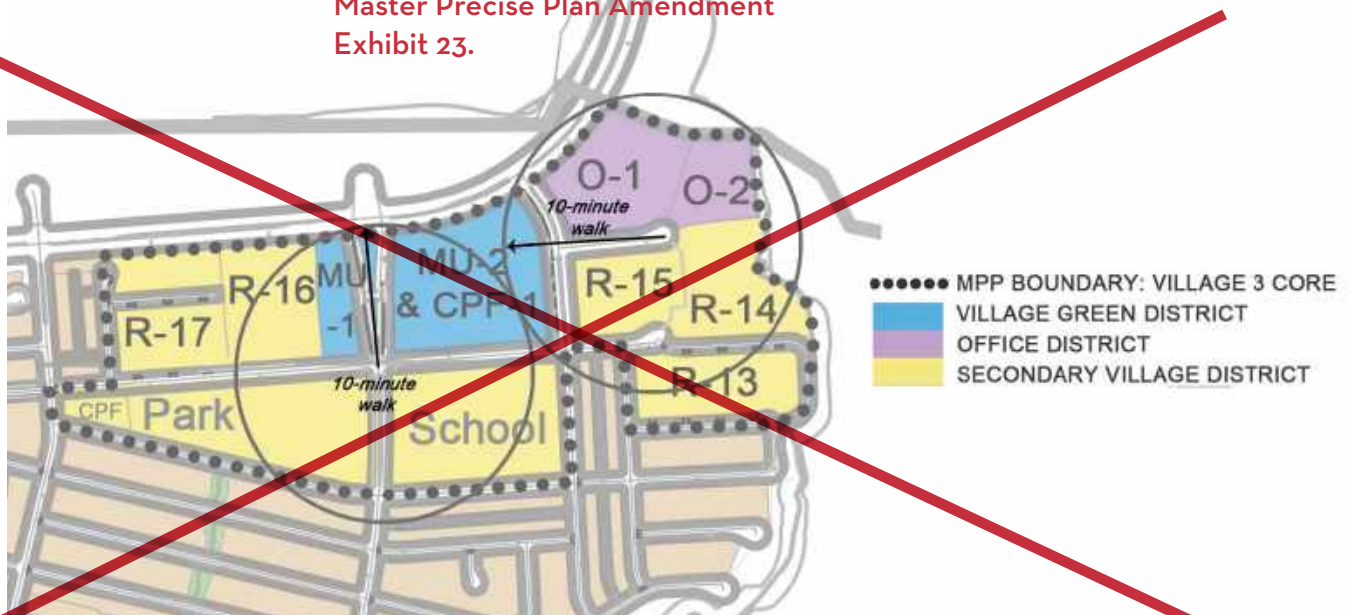 Master Precise Plan Amendment
Exhibit 23.
O-1
O-2
10-minute
walk
MU-2
& CPF-1
R-16
MU
-1
R-17
R-15
R-14
R-13
10-minute
walk
CPF
Park
School
MPP BOUNDARY: VILLAGE 3 CORE
VILLAGE GREEN DISTRICT
OFFICE DISTRICT
SECONDARY VILLAGE DISTRICT